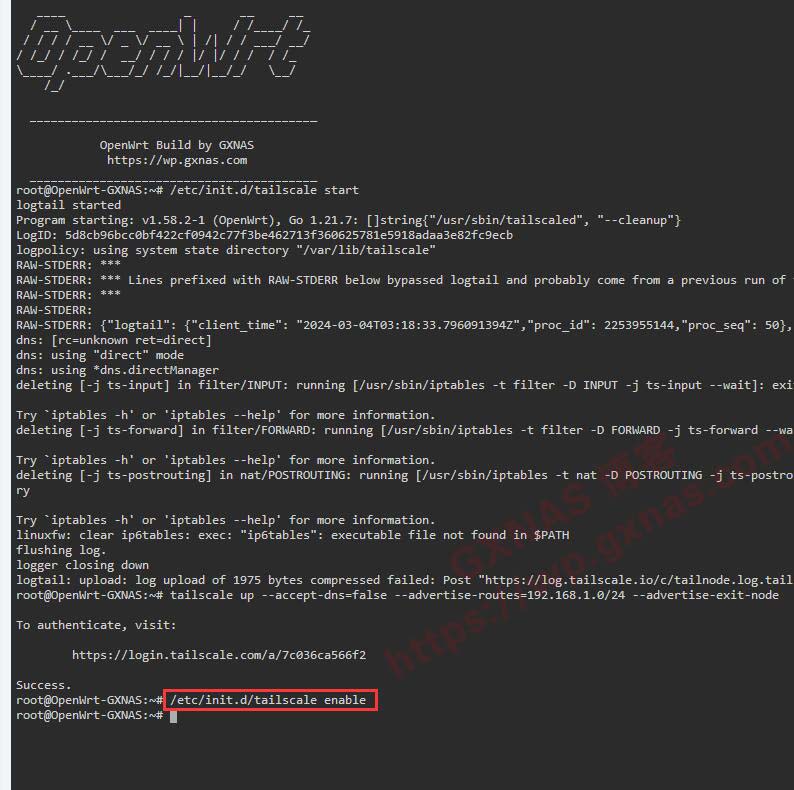 OpenWrt
OpenWrt Build by GXNAS
https://wp.gxnas.com
root@OpenWrt-GXNAS:~# /etc/init.d/tailscale start
logtail started
Program starting: v1.58.2-1 (OpenWrt), Go 1.21.7: []string{"/usr/sbin/tailscaled", "--cleanup"}
LogID: 5d8cb96bcc0bf422cf0942c77f3be462713f360625781e5918adaa3e82fc9ecb
logpolicy: using system state directory "/var/lib/tailscale"
RAW-STDERR: ***
RAW-STDERR: *** Lines prefixed with RAW-STDERR below bypassed logtail and probably come from a previous run of
RAW-STDERR: ***
RAW-STDERR:
RAW-STDERR: {"logtail": {"client_time": "2024-03-04T03:18:33.796091394Z","proc_id": 2253955144,"proc_seq": 50},
dns: [rc=unknown ret=direct]
dns: using "direct" mode
dns: using *dns.directManager
deleting [-j ts-input] in filter/INPUT: running [/usr/sbin/iptables -t filter -D INPUT -j ts-input --wait]: exi
Try `iptables -h' or 'iptables --help' for more information.
deleting [-j ts-forward] in filter/FORWARD: running [/usr/sbin/iptables -t filter -D FORWARD -j ts-forward --wa
Try `iptables -h' or 'iptables --help' for more information.
deleting [-j ts-postrouting] in nat/POSTROUTING: running [/usr/sbin/iptables -t nat -D POSTROUTING -j ts-postro
ry
Try `iptables -h' or 'iptables --help' for more information.
linuxfw: clear ip6tables: exec: "ip6tables": executable file not found in $PATH
flushing log.
logger closing down
logtail: upload: log upload of 1975 bytes compressed failed: Post "https://log.tailscale.io/c/tailnode.log.tail
root@OpenWrt-GXNAS:~# tailscale up --accept-dns=false --advertise-routes=192.168.1.0/24 --advertise-exit-node
To authenticate, visit:
https://login.tailscale.com/a/7c036ca566f2
Success.
root@OpenWrt-GXNAS:~# /etc/init.d/tailscale enable
root@OpenWrt-GXNAS:~#
GXNAS 博客
https://wp.gxnas.com